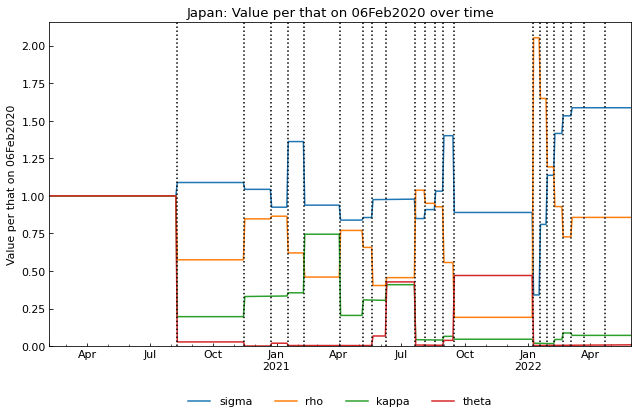 Japan: Value per that on 06Feb2020 over time
Value per that on 06Feb2020
2.00
1.75
1.50
1.25
1.00
0.75
0.50
0.25
0.00
Apr Jul Oct Jan Apr Jul Oct Jan Apr
2021 2022
sigma rho kappa theta